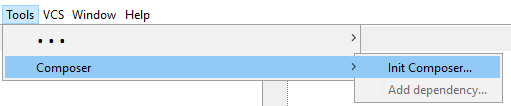 Tools VCS Window Help
...
Composer
Init Composer...
Add dependency...